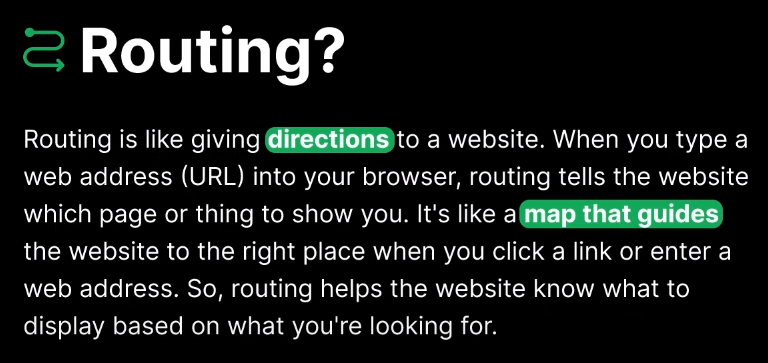 Routing?
Routing is like giving directions to a website. When you type a
web address (URL) into your browser, routing tells the website
which page or thing to show you. It's like a map that guides
the website to the right place when you click a link or enter a
web address. So, routing helps the website know what to
display based on what you're looking for.